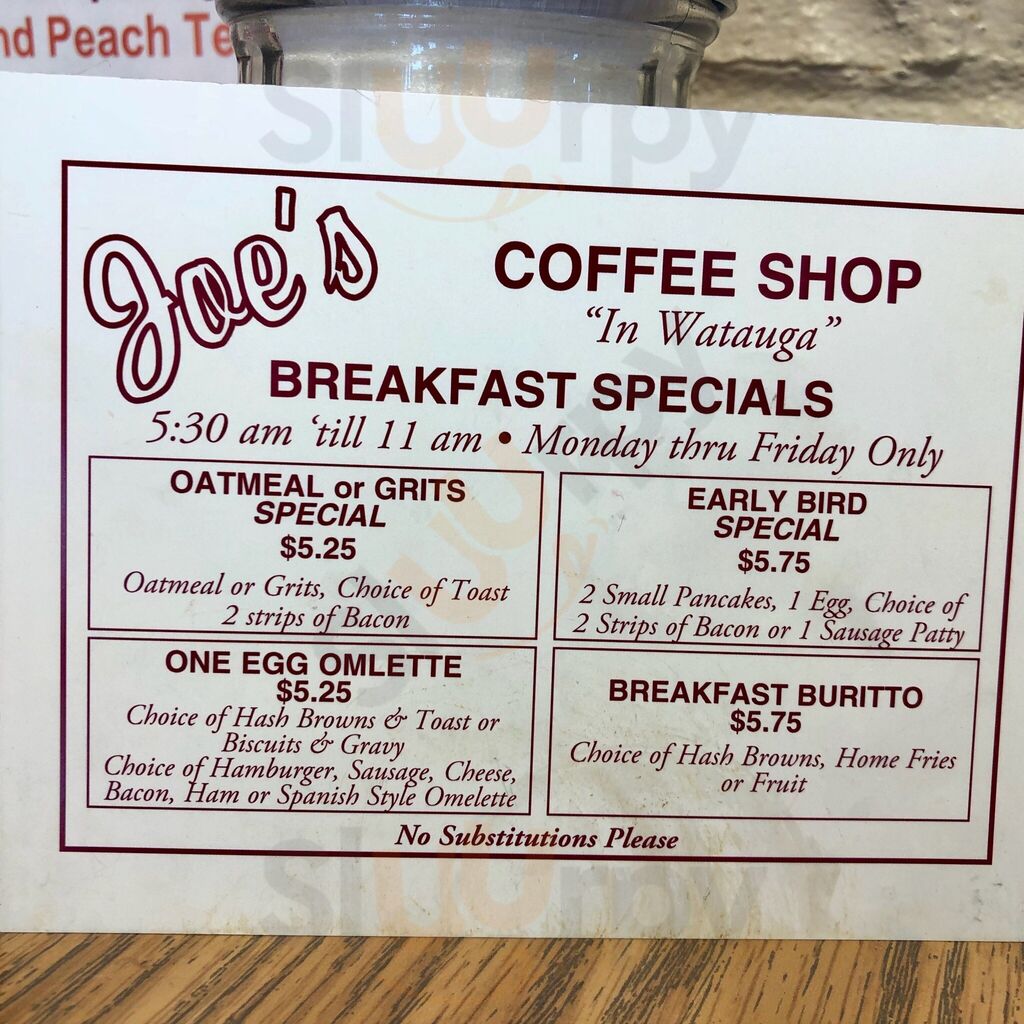 nd Peach Te
Joe's
COFFEE SHOP
“In Watauga”
BREAKFAST SPECIALS
5:30 am ‘till 11 am • Monday thru Friday Only
OATMEAL or GRITS
SPECIAL
$5.25
Oatmeal or Grits, Choice of Toast
2 strips of Bacon
EARLY BIRD
SPECIAL
$5.75
2 Small Pancakes, 1 Egg, Choice of
2 Strips of Bacon or 1 Sausage Patty
ONE EGG OMLETTE
$5.25
Choice of Hash Browns & Toast or
Biscuits & Gravy
Choice of Hamburger, Sausage, Cheese,
Bacon, Ham or Spanish Style Omelette
BREAKFAST BURITTO
$5.75
Choice of Hash Browns, Home Fries
or Fruit
No Substitutions Please
sluurpy
sluurpy
sluurpy